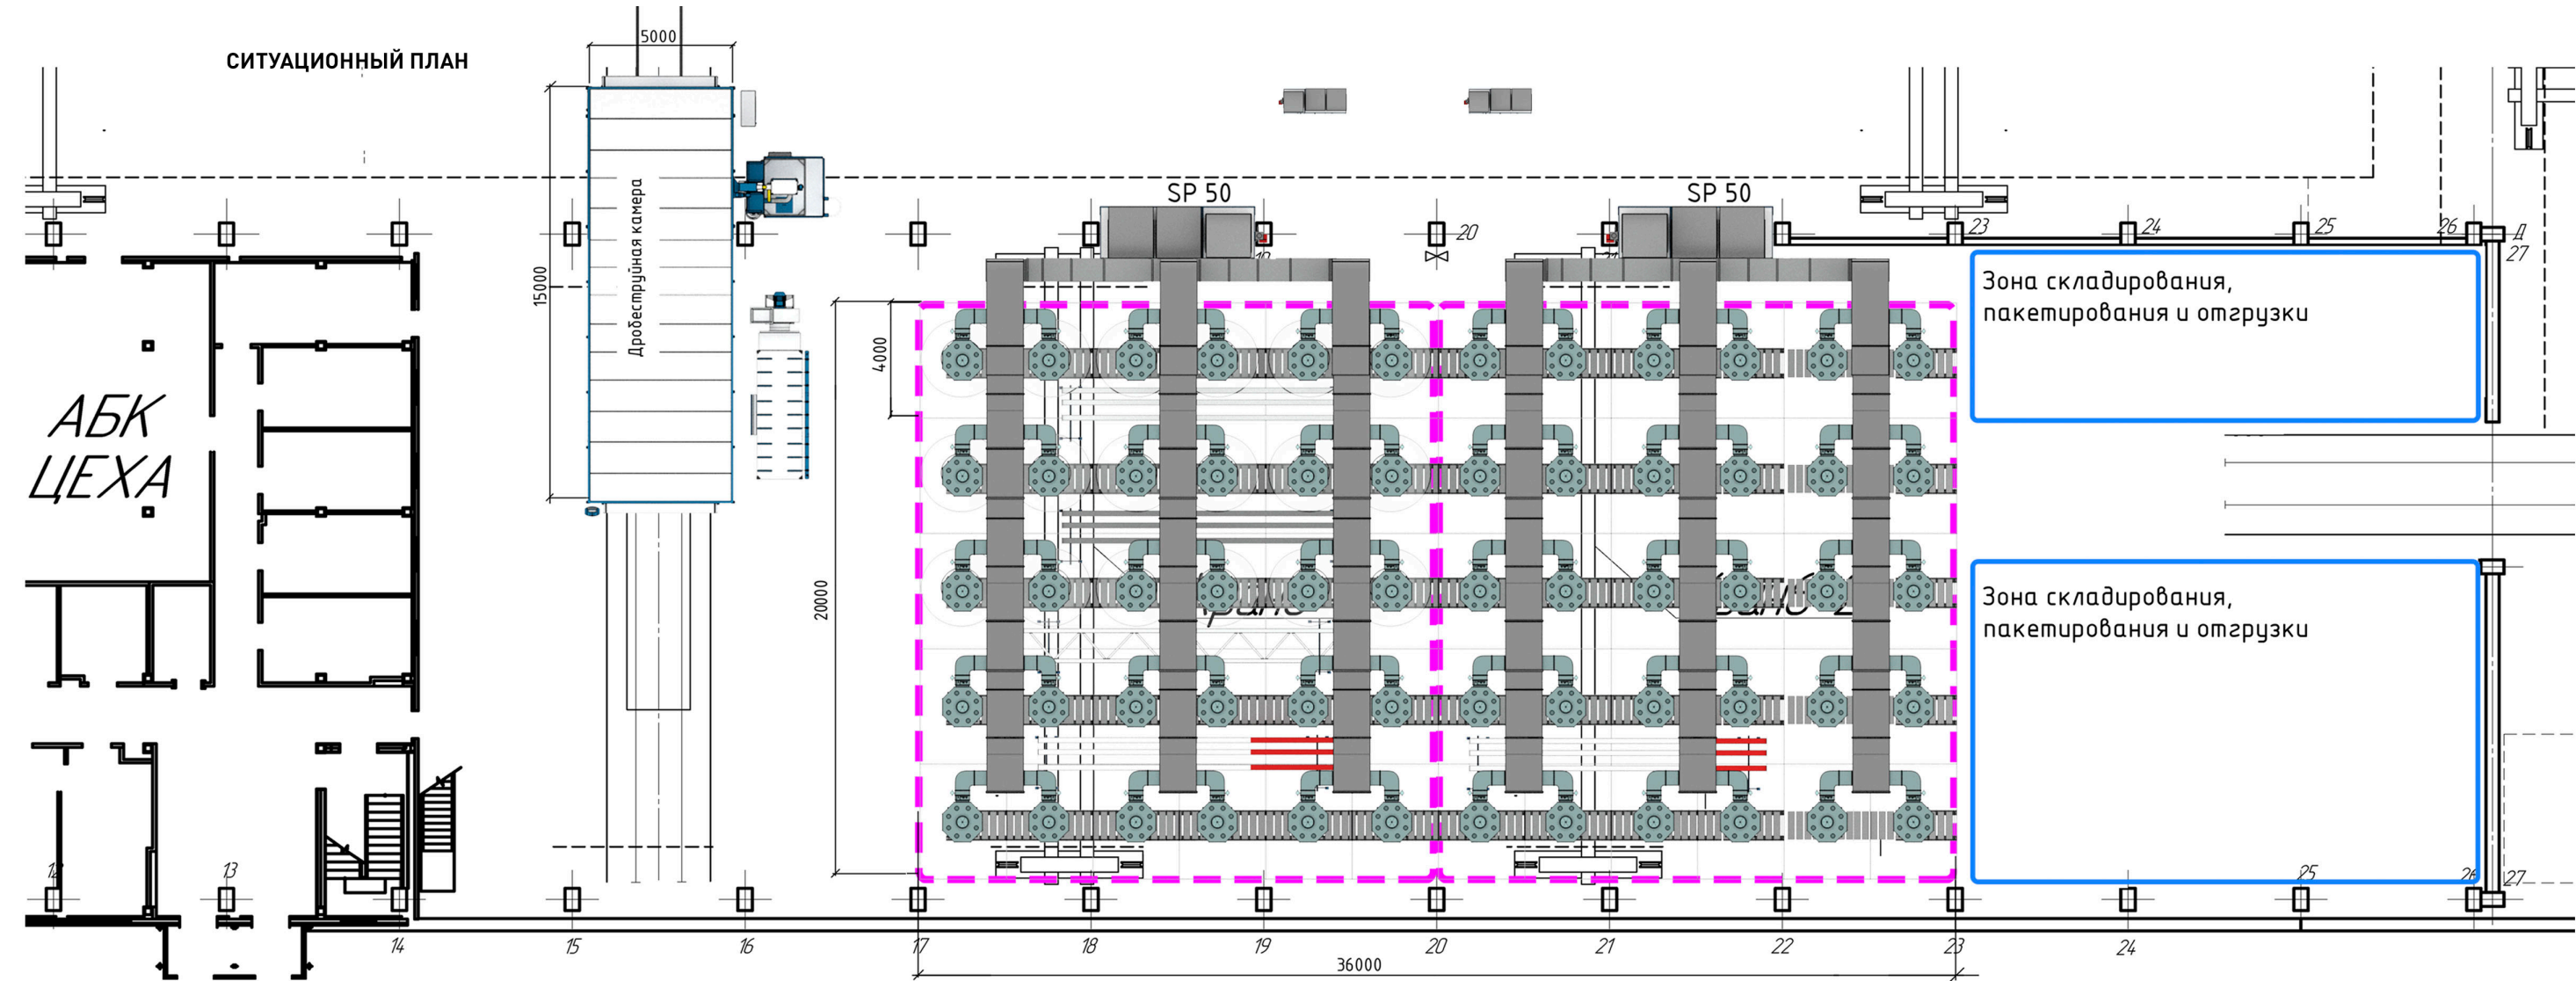 СИТУАЦИОННЫЙ ПЛАН
5000
SP 50
SP 50
20
23
24
25
26
Д
27
15000
Дробеструйная камера
4000
20000
Зона складирования,
пакетирования и отгрузки
АБК
ЦЕХА
Зона складирования,
пакетирования и отгрузки
12
13
25
26
27
14
15
16
17
18
19
20
21
22
23
24
36000